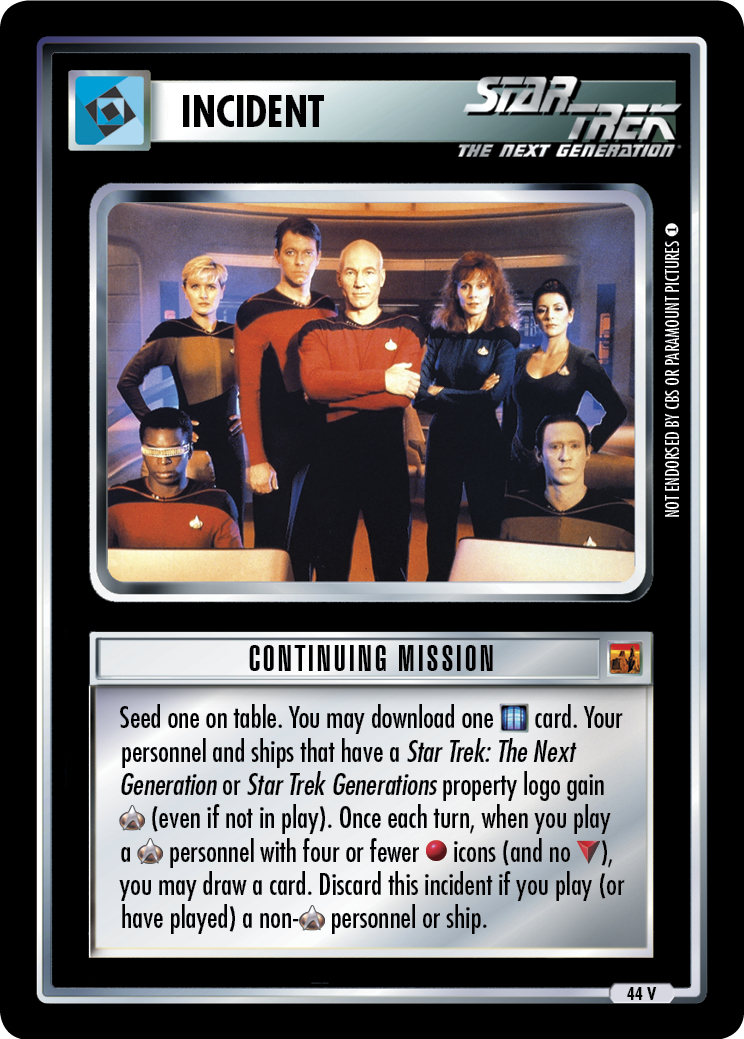 INCIDENT
STAR TREK
THE NEXT GENERATION
NOT ENDORSED BY CBS OR PARAMOUNT PICTURES 1
CONTINUING MISSION
Seed one on table. You may download one card. Your
personnel and ships that have a Star Trek: The Next
Generation or Star Trek Generations property logo gain
(even if not in play). Once each turn, when you play
a personnel with four or fewer icons (and no ),
you may draw a card. Discard this incident if you play (or
have played) a non- personnel or ship.
44 V